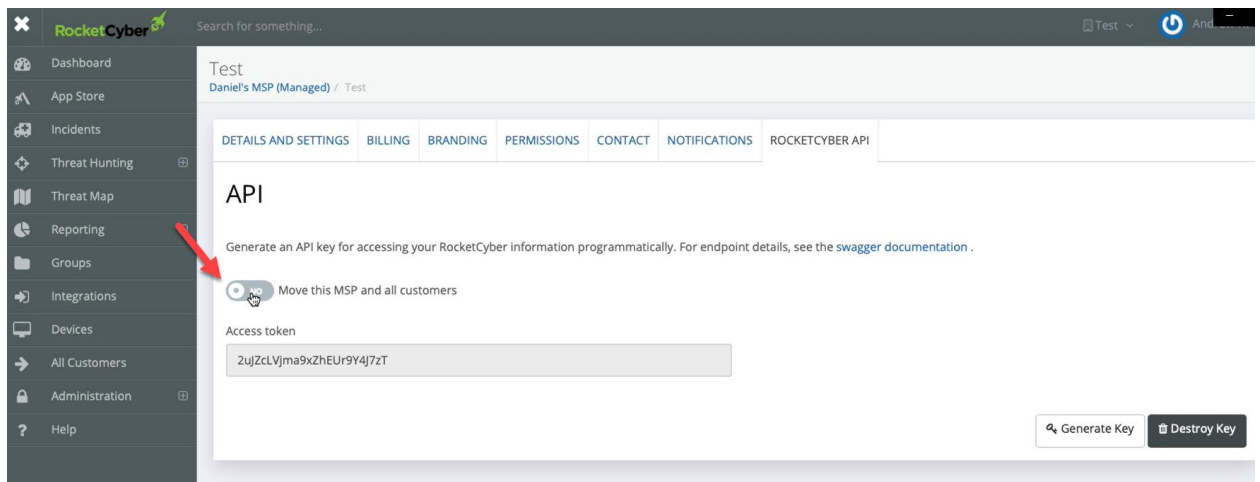 RocketCyber
Search for something...
Test
Dashboard
App Store
Incidents
Threat Hunting
Threat Map
Reporting
Groups
Integrations
Devices
All Customers
Administration
Help
Test
Daniel's MSP (Managed) / Test
DETAILS AND SETTINGS BILLING BRANDING PERMISSIONS CONTACT NOTIFICATIONS ROCKETCYBER API
API
Generate an API key for accessing your RocketCyber information programmatically. For endpoint details, see the swagger documentation .
NO Move this MSP and all customers
Access token
2uJZcLVjma9xZhEUr9Y4J7zT
Generate Key Destroy Key